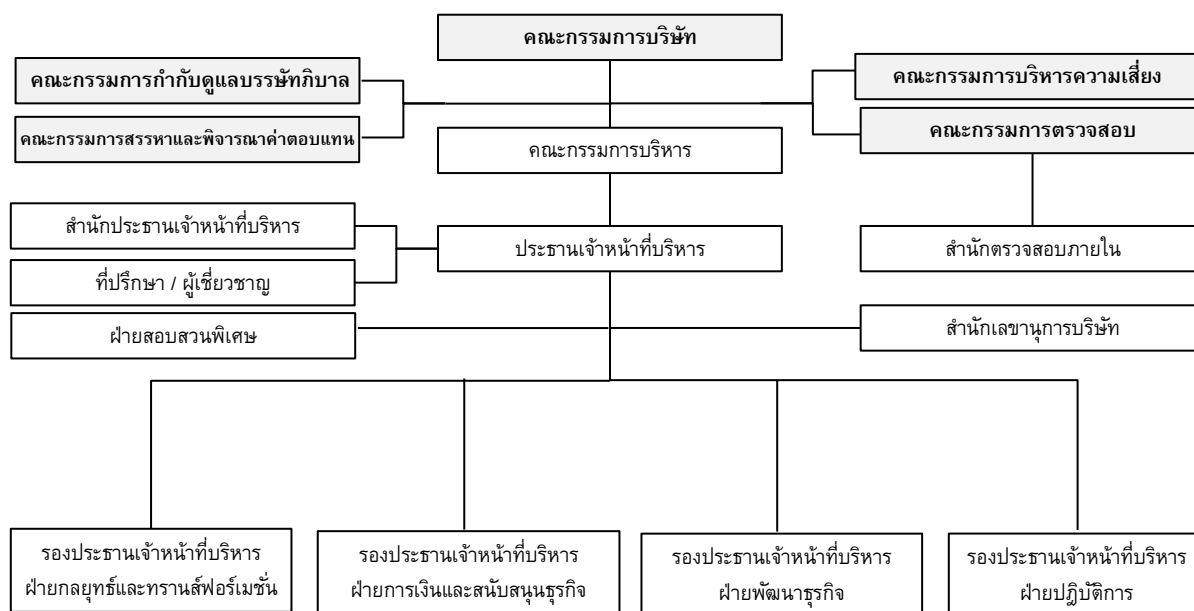 คณะกรรมการบริษัท
คณะกรรมการกำกับดูแลบรรษัทภิบาล
คณะกรรมการบริหารความเสี่ยง
คณะกรรมการสรรหาและพิจารณาค่าตอบแทน
คณะกรรมการตรวจสอบ
คณะกรรมการบริหาร
สำนักประธานเจ้าหน้าที่บริหาร
ประธานเจ้าหน้าที่บริหาร
สำนักตรวจสอบภายใน
ที่ปรึกษา / ผู้เชี่ยวชาญ
ฝ่ายสอบสวนพิเศษ
สำนักเลขานุการบริษัท
รองประธานเจ้าหน้าที่บริหาร
ฝ่ายกลยุทธ์และทรานส์ฟอร์เมชั่น
รองประธานเจ้าหน้าที่บริหาร
ฝ่ายการเงินและสนับสนุนธุรกิจ
รองประธานเจ้าหน้าที่บริหาร
ฝ่ายพัฒนาธุรกิจ
รองประธานเจ้าหน้าที่บริหาร
ฝ่ายปฎิบัติการ